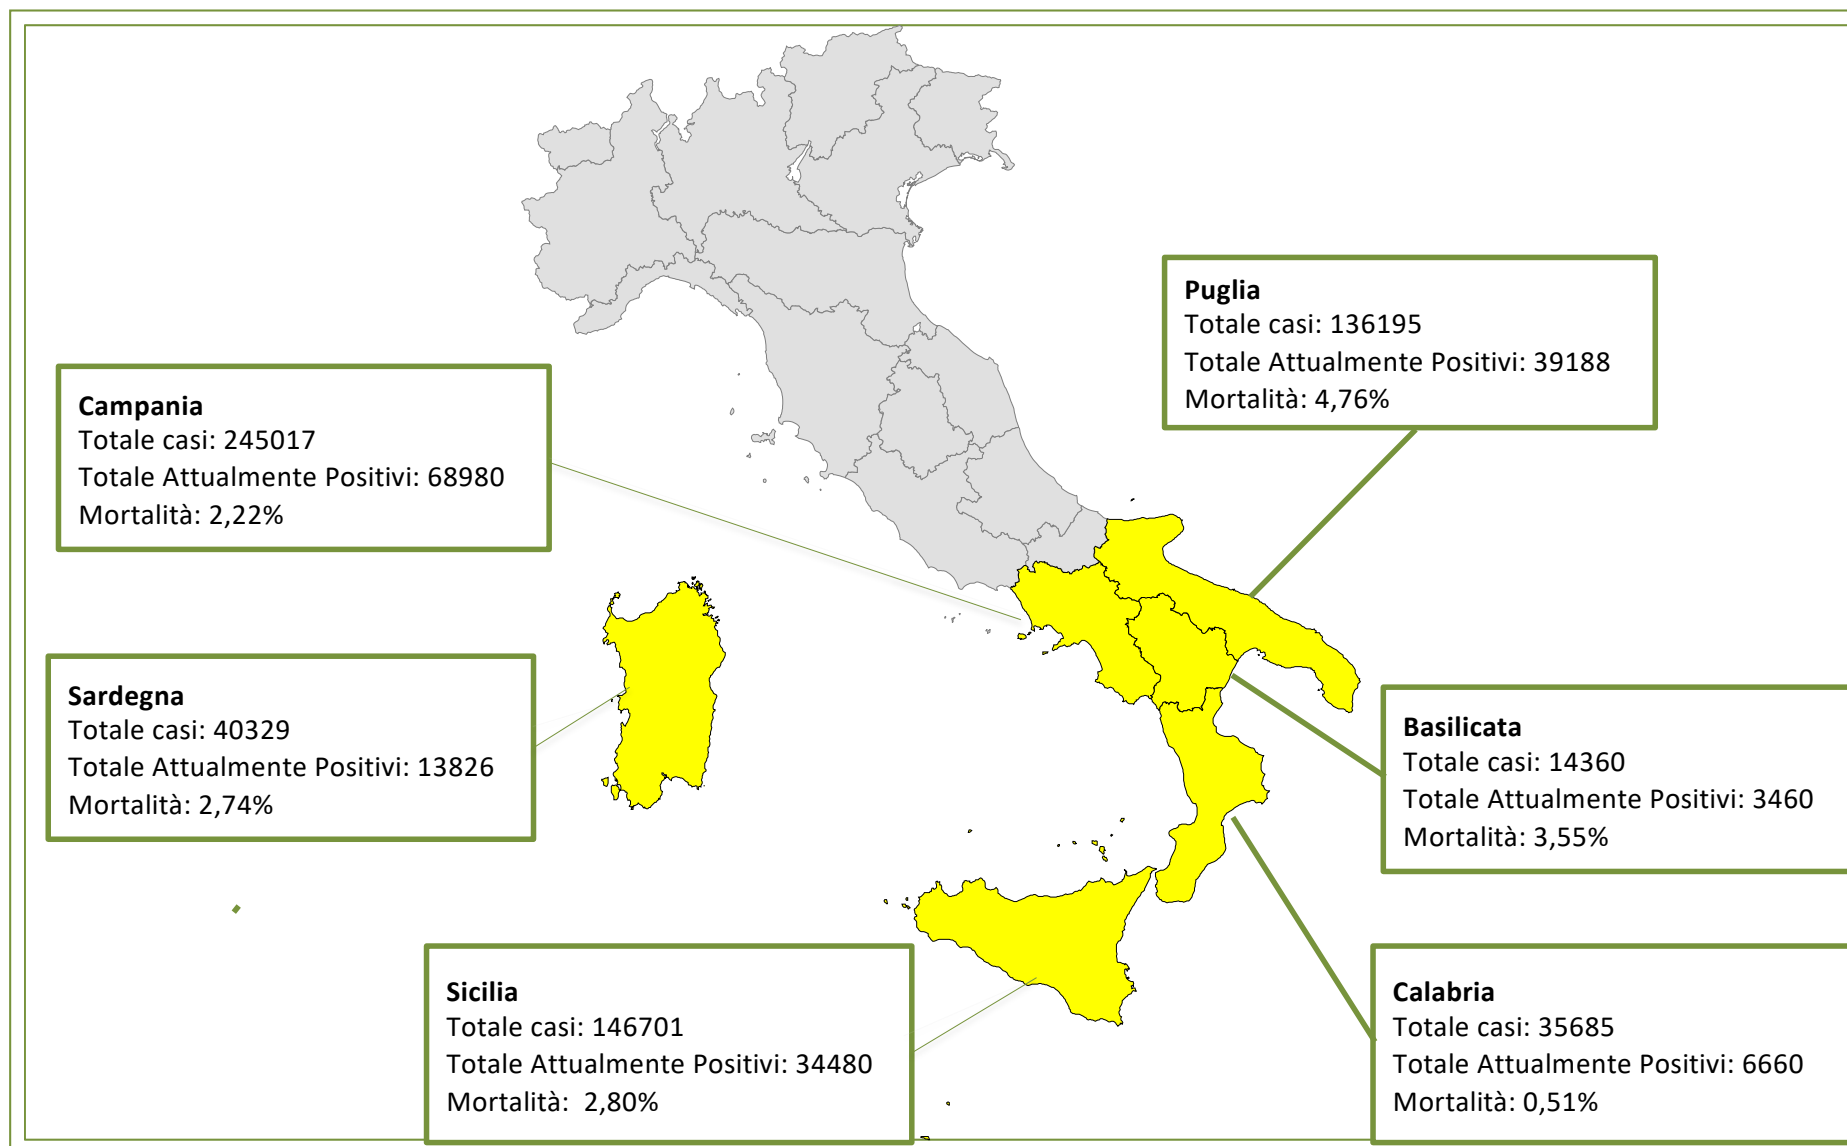 Puglia
Totale casi: 136195
Totale Attualmente Positivi: 39188
Mortalità: 4,76%
Campania
Totale casi: 245017
Totale Attualmente Positivi: 68980
Mortalità: 2,22%
Sardegna
Totale casi: 40329
Totale Attualmente Positivi: 13826
Mortalità: 2,74%
Basilicata
Totale casi: 14360
Totale Attualmente Positivi: 3460
Mortalità: 3,55%
Sicilia
Totale casi: 146701
Totale Attualmente Positivi: 34480
Mortalità: 2,80%
Calabria
Totale casi: 35685
Totale Attualmente Positivi: 6660
Mortalità: 0,51%